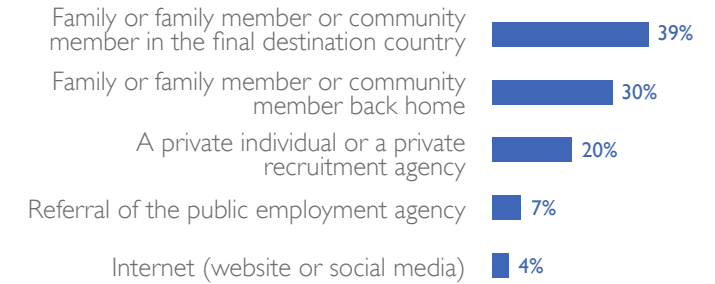 Family or family member or community
member in the final destination country
39%
Family or family member or community
member back home
30%
A private individual or a private
recruitment agency
20%
Referral of the public employment agency
7%
Internet (website or social media)
4%